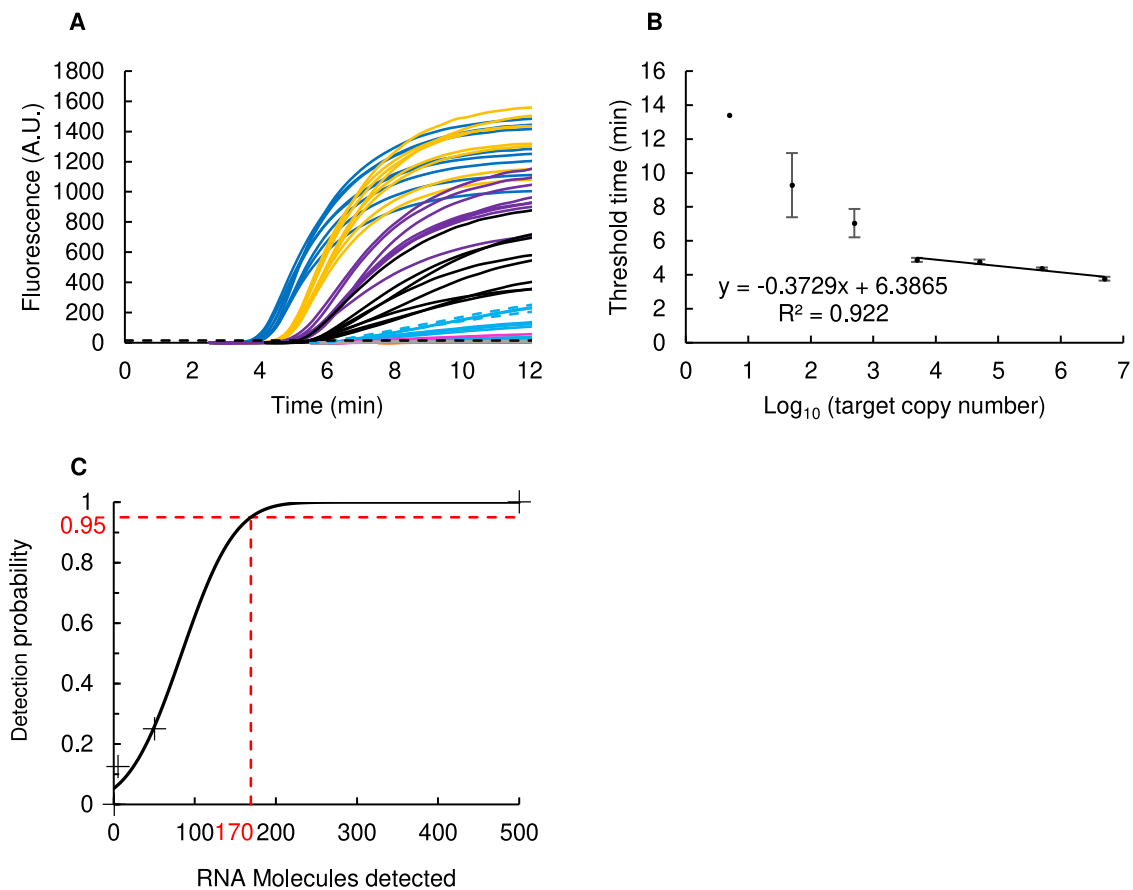 A
Fluorescence (A.U.)
1800
1600
1400
1200
1000
800
600
400
200
0
0 2 4 6 8 10 12
Time (min)
B
Threshold time (min)
16
14
12
10
8
6
4
2
0
y = -0.3729x + 6.3865
R² = 0.922
0 1 2 3 4 5 6 7
Log₁₀ (target copy number)
C
Detection probability
1
0.95
0.8
0.6
0.4
0.2
0
0 100 170 200 300 400 500
RNA Molecules detected